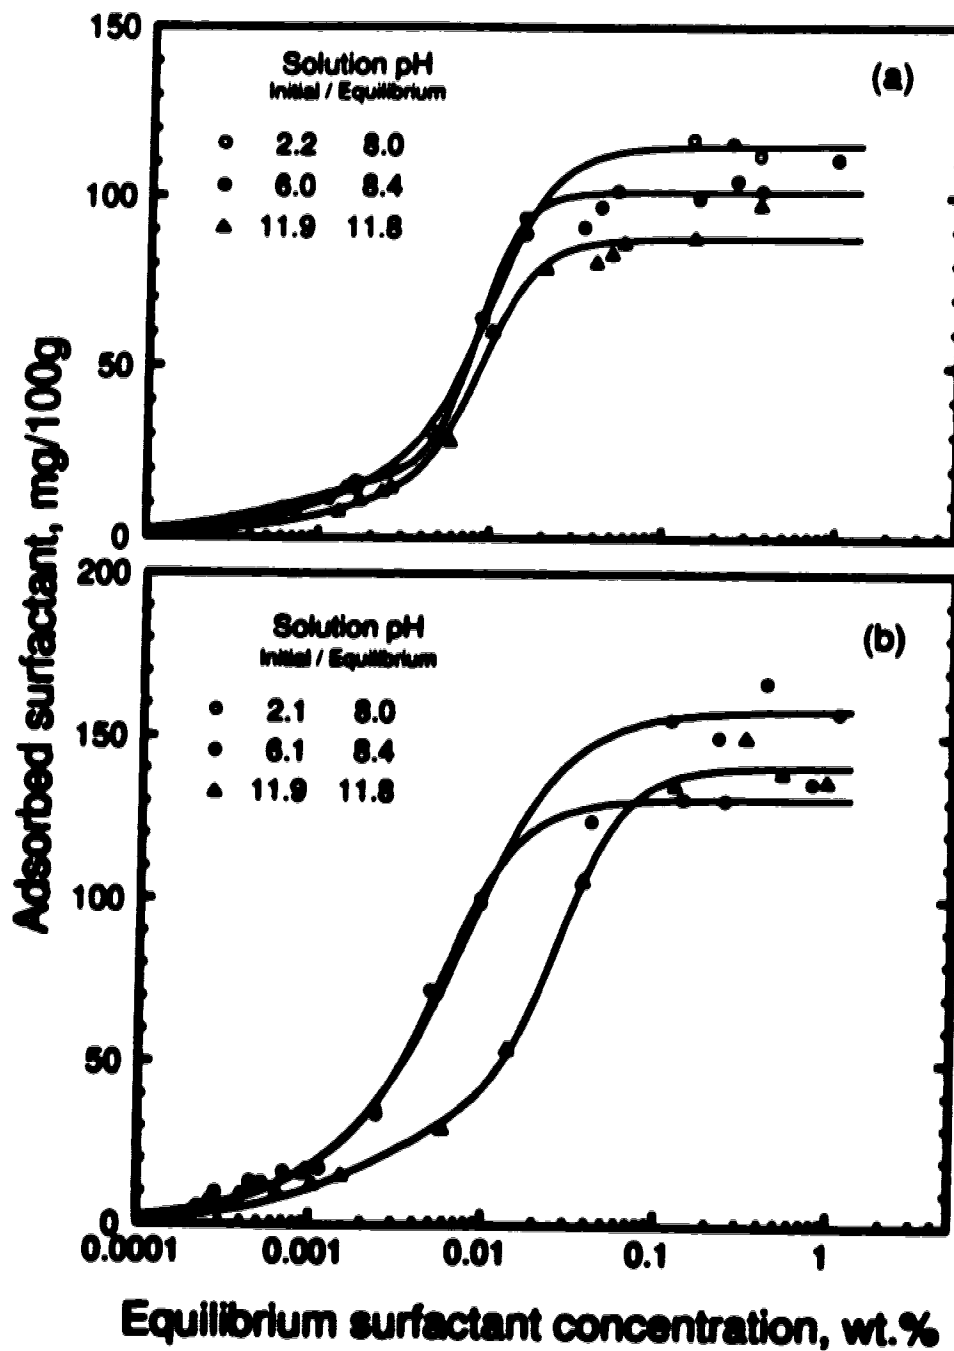 150
Solution pH
(a)
Initial / Equilibrium
2.2 8.0
6.0 8.4
11.9 11.8
100
50
0
Adsorbed surfactant, mg/100g
200
Solution pH
(b)
Initial / Equilibrium
2.1 8.0
6.1 8.4
11.9 11.8
150
100
50
0
0.0001 0.001 0.01 0.1 1
Equilibrium surfactant concentration, wt.%